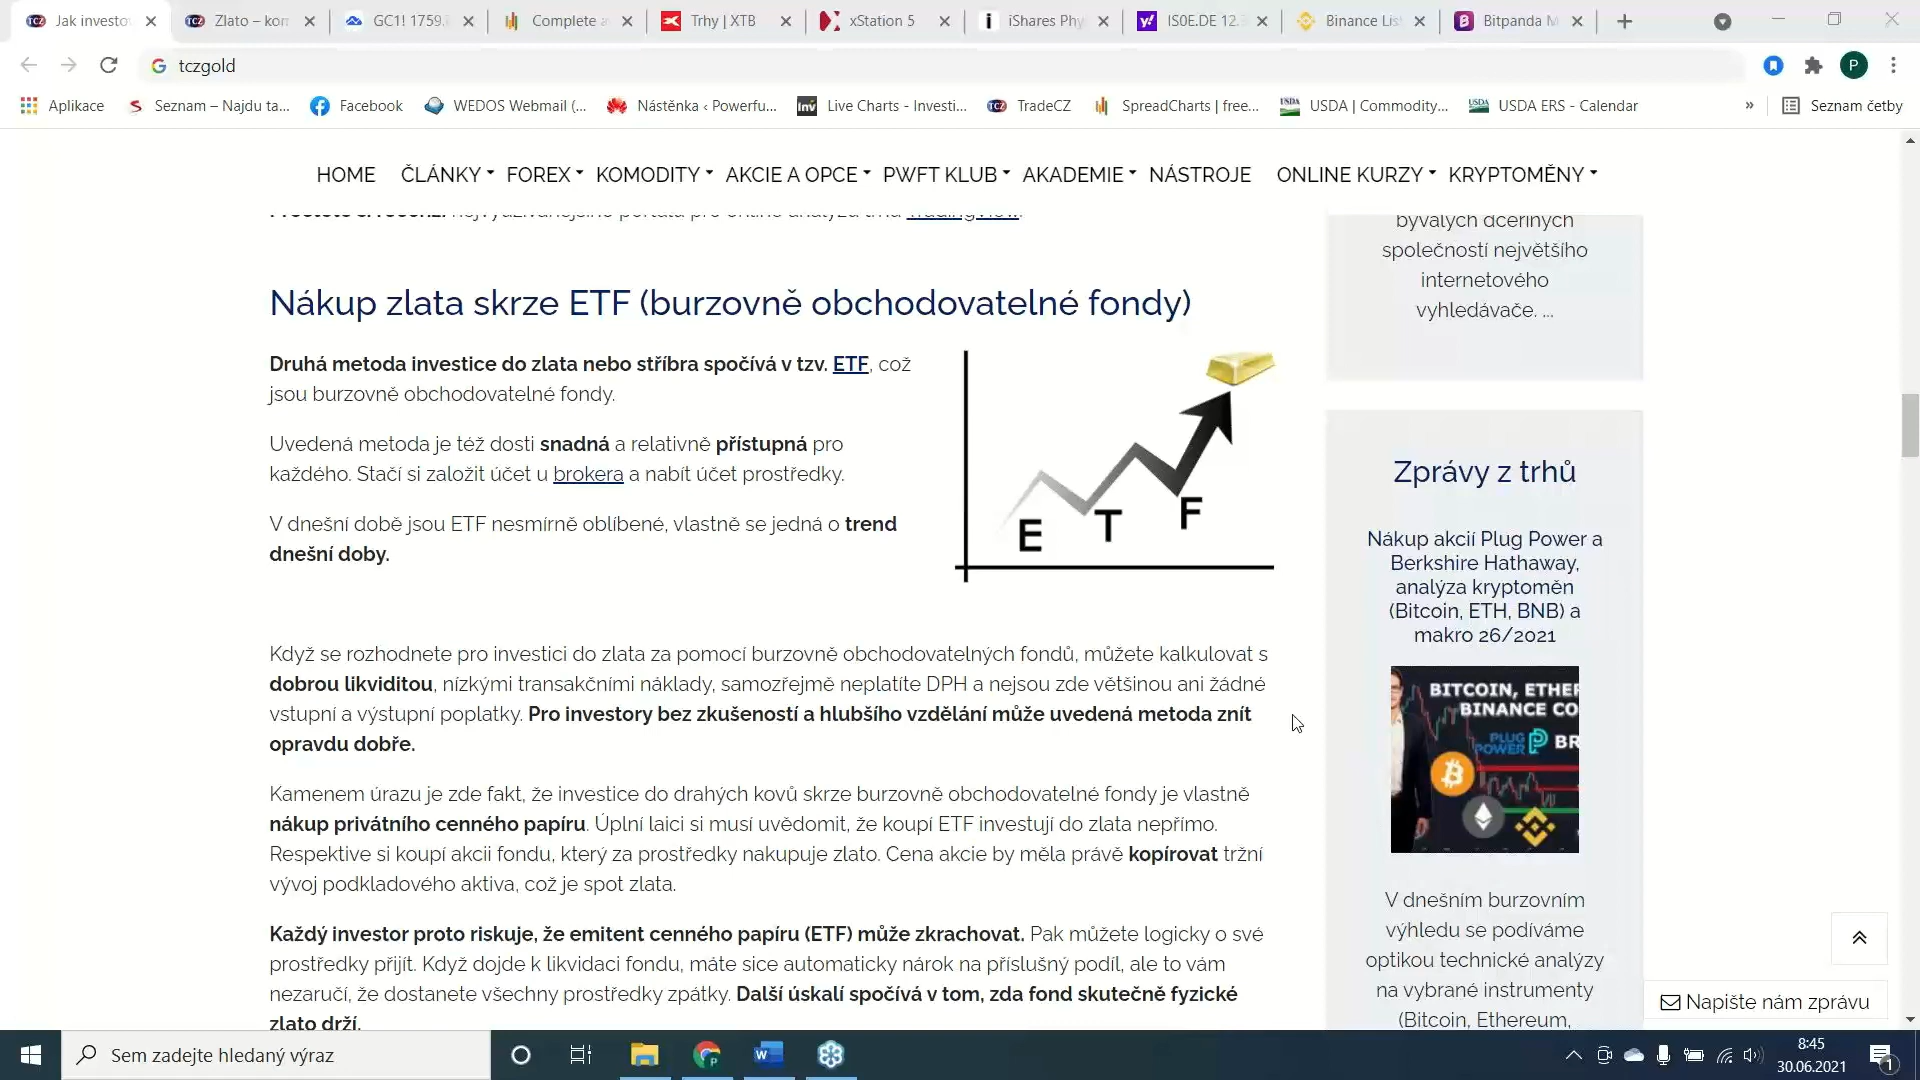 Jak investo
Zlato – kom
GC1! 1759.
Complete a
Trhy | XTB
xStation 5
iShares Phy
IS0E.DE 12.
Binance Lis
Bitpanda M
tczgold
P
Aplikace
Seznam – Najdu ta...
Facebook
WEDOS Webmail (...
Nástěnka ‹ Powerfu...
Live Charts - Investi...
TradeCZ
SpreadCharts | free...
USDA | Commodity...
USDA ERS - Calendar
»
Seznam četby
HOME ČLÁNKY FOREX KOMODITY AKCIE A OPCE PWFT KLUB AKADEMIE NÁSTROJE ONLINE KURZY KRYPTOMĚNY
bývalých dceřiných
společností největšího
internetového
vyhledávače. ...
Nákup zlata skrze ETF (burzovně obchodovatelné fondy)
Druhá metoda investice do zlata nebo stříbra spočívá v tzv. ETF, což
jsou burzovně obchodovatelné fondy.
Uvedená metoda je též dosti snadná a relativně přístupná pro
každého. Stačí si založit účet u brokera a nabít účet prostředky.
V dnešní době jsou ETF nesmírně oblíbené, vlastně se jedná o trend
dnešní doby.
E T F
Když se rozhodnete pro investici do zlata za pomocí burzovně obchodovatelných fondů, můžete kalkulovat s
dobrou likviditou, nízkými transakčními náklady, samozřejmě neplatíte DPH a nejsou zde většinou ani žádné
vstupní a výstupní poplatky. Pro investory bez zkušeností a hlubšího vzdělání může uvedená metoda znít
opravdu dobře.
Kamenem úrazu je zde fakt, že investice do drahých kovů skrze burzovně obchodovatelné fondy je vlastně
nákup privátního cenného papíru. Úplní laici si musí uvědomit, že koupí ETF investují do zlata nepřímo.
Respektive si koupí akcii fondu, který za prostředky nakupuje zlato. Cena akcie by měla právě kopírovat tržní
vývoj podkladového aktiva, což je spot zlata.
Každý investor proto riskuje, že emitent cenného papíru (ETF) může zkrachovat. Pak můžete logicky o své
prostředky přijít. Když dojde k likvidaci fondu, máte sice automaticky nárok na příslušný podíl, ale to vám
nezaručí, že dostanete všechny prostředky zpátky. Další úskalí spočívá v tom, zda fond skutečně fyzické
zlato drží.
Zprávy z trhů
Nákup akcií Plug Power a
Berkshire Hathaway,
analýza kryptoměn
(Bitcoin, ETH, BNB) a
makro 26/2021
BITCOIN, ETHER
BINANCE CO
PLUG
POWER BR
V dnešním burzovním
výhledu se podíváme
optikou technické analýzy
na vybrané instrumenty
(Bitcoin, Ethereum,
Napište nám zprávu
Sem zadejte hledaný výraz
8:45
30.06.2021
1